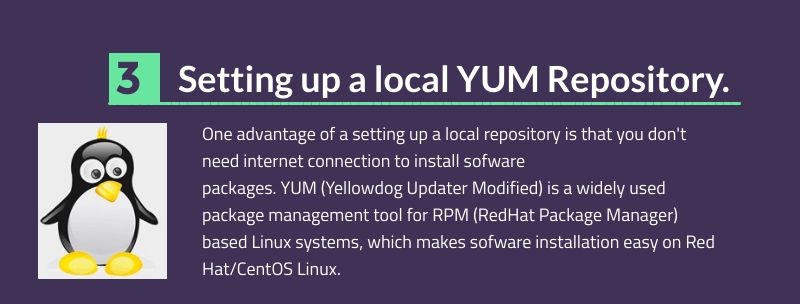 3 Setting up a local YUM Repository.
One advantage of a setting up a local repository is that you don't
need internet connection to install sofware
packages. YUM (Yellowdog Updater Modified) is a widely used
package management tool for RPM (RedHat Package Manager)
based Linux systems, which makes sofware installation easy on Red
Hat/CentOS Linux.